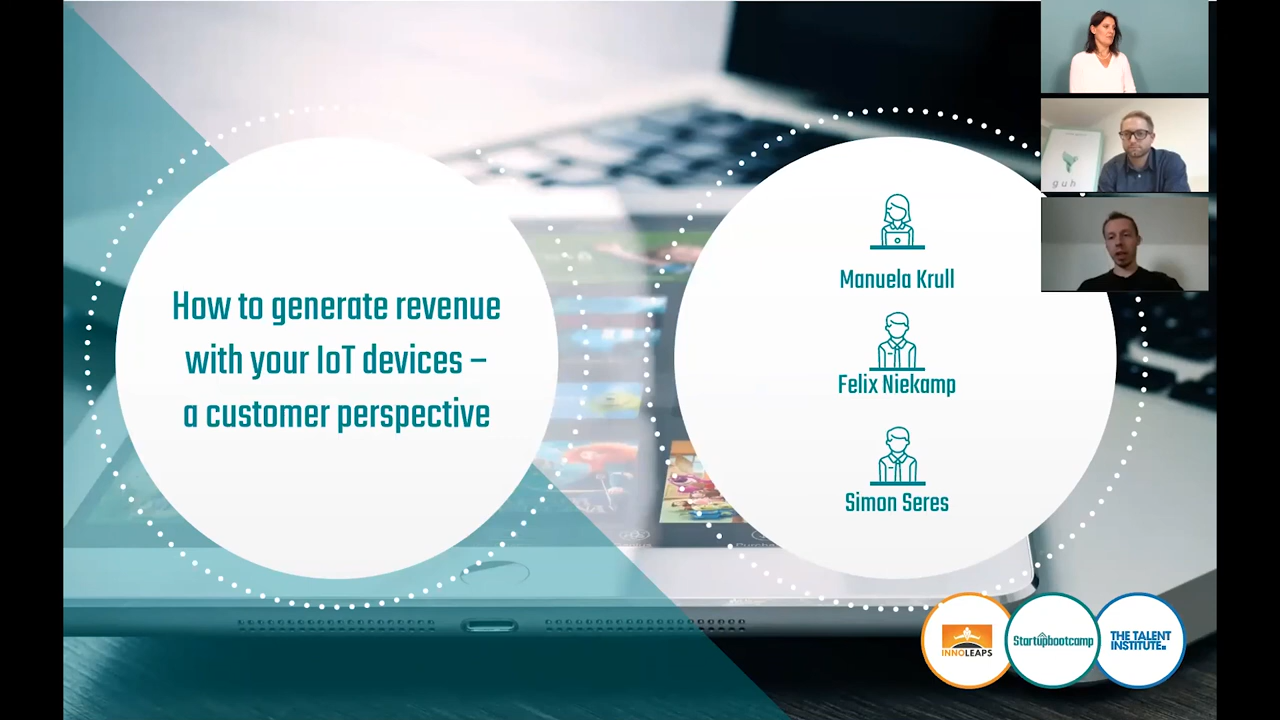 How to generate revenue
with your IoT devices –
a customer perspective
Manuela Krull
Felix Niekamp
Simon Seres
guh
INNOLEAPS
Startupbootcamp
THE TALENT
INSTITUTE.